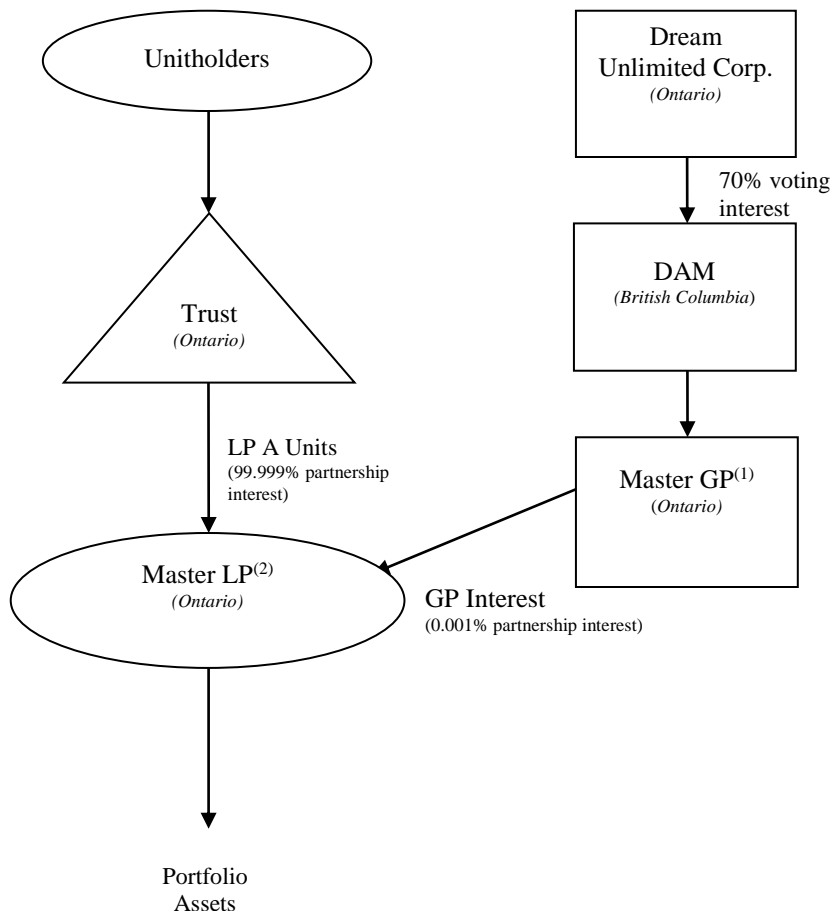 Unitholders
Dream
Unlimited Corp.
(Ontario)
70% voting
interest
DAM
(British Columbia)
Trust
(Ontario)
LP A Units
(99.999% partnership
interest)
Master GP(1)
(Ontario)
Master LP(2)
(Ontario)
GP Interest
(0.001% partnership interest)
Portfolio
Assets